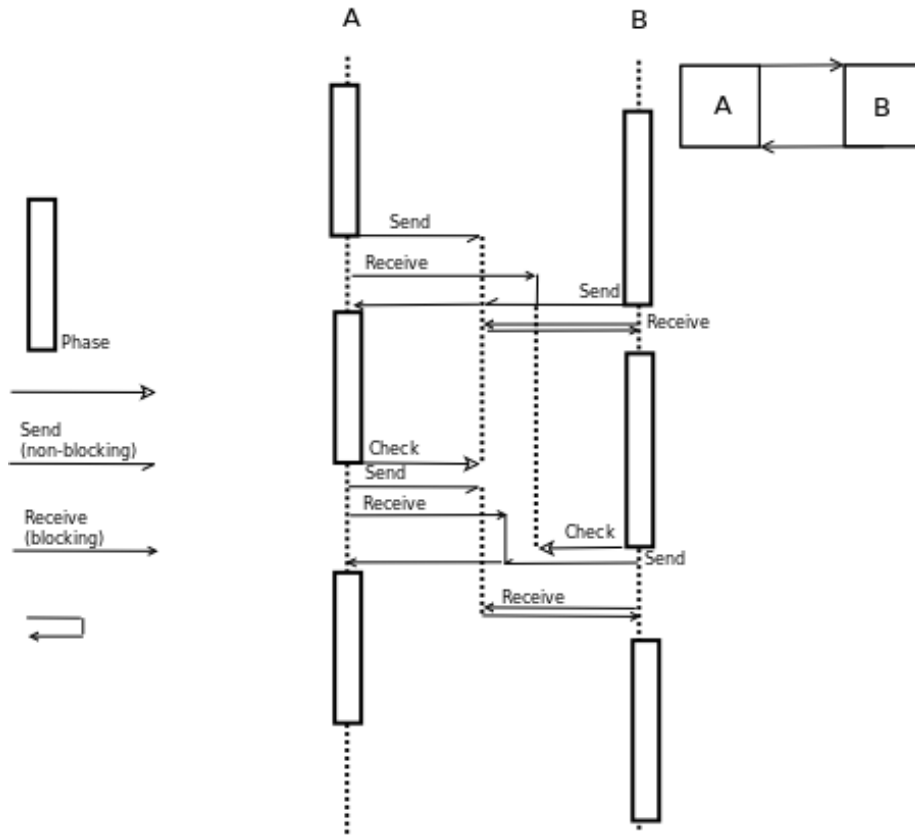 A
B
A
B
Send
Receive
Send
Receive
Phase
Send
(non-blocking)
Check
Send
Receive
Receive
(blocking)
Check
Send
Receive